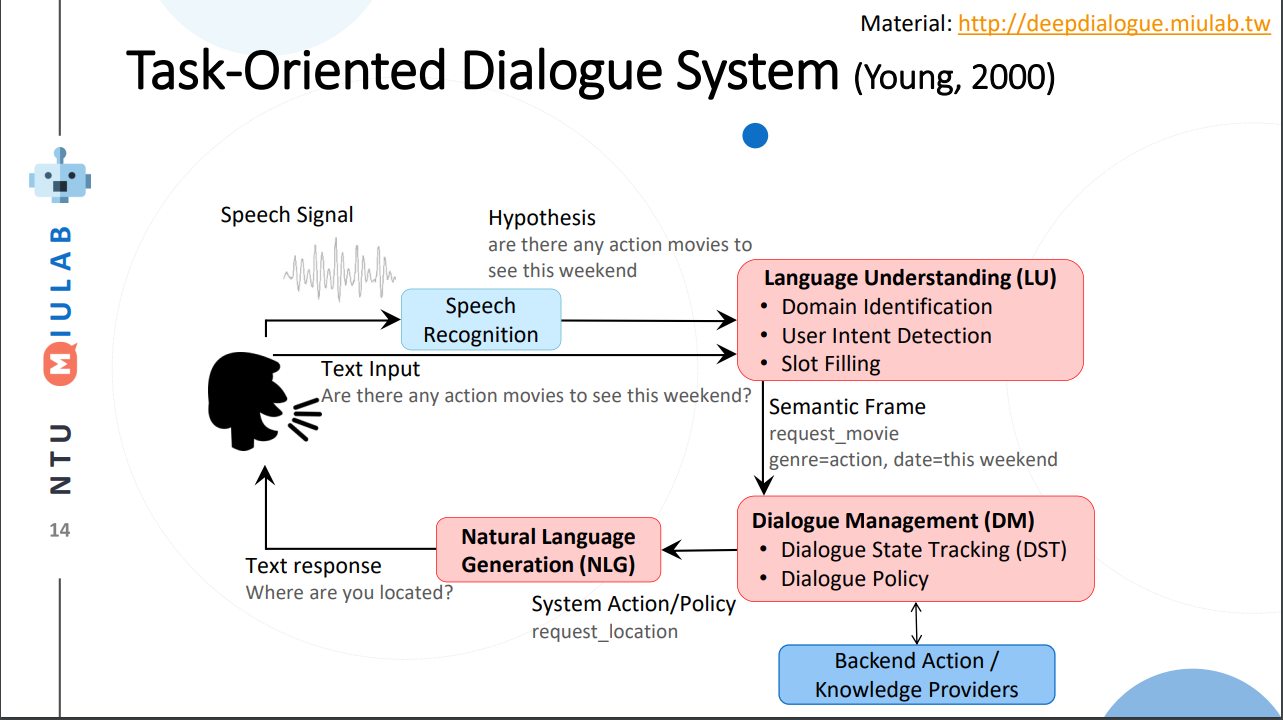 Material: http://deepdialogue.miulab.tw
Task-Oriented Dialogue System (Young, 2000)
Speech Signal
Hypothesis
are there any action movies to
see this weekend
Speech
Recognition
Language Understanding (LU)
• Domain Identification
• User Intent Detection
• Slot Filling
Text Input
Are there any action movies to see this weekend?
Semantic Frame
request_movie
genre=action, date=this weekend
Dialogue Management (DM)
• Dialogue State Tracking (DST)
• Dialogue Policy
Natural Language
Generation (NLG)
Text response
Where are you located?
System Action/Policy
request_location
Backend Action /
Knowledge Providers
NTU MIULAB
14